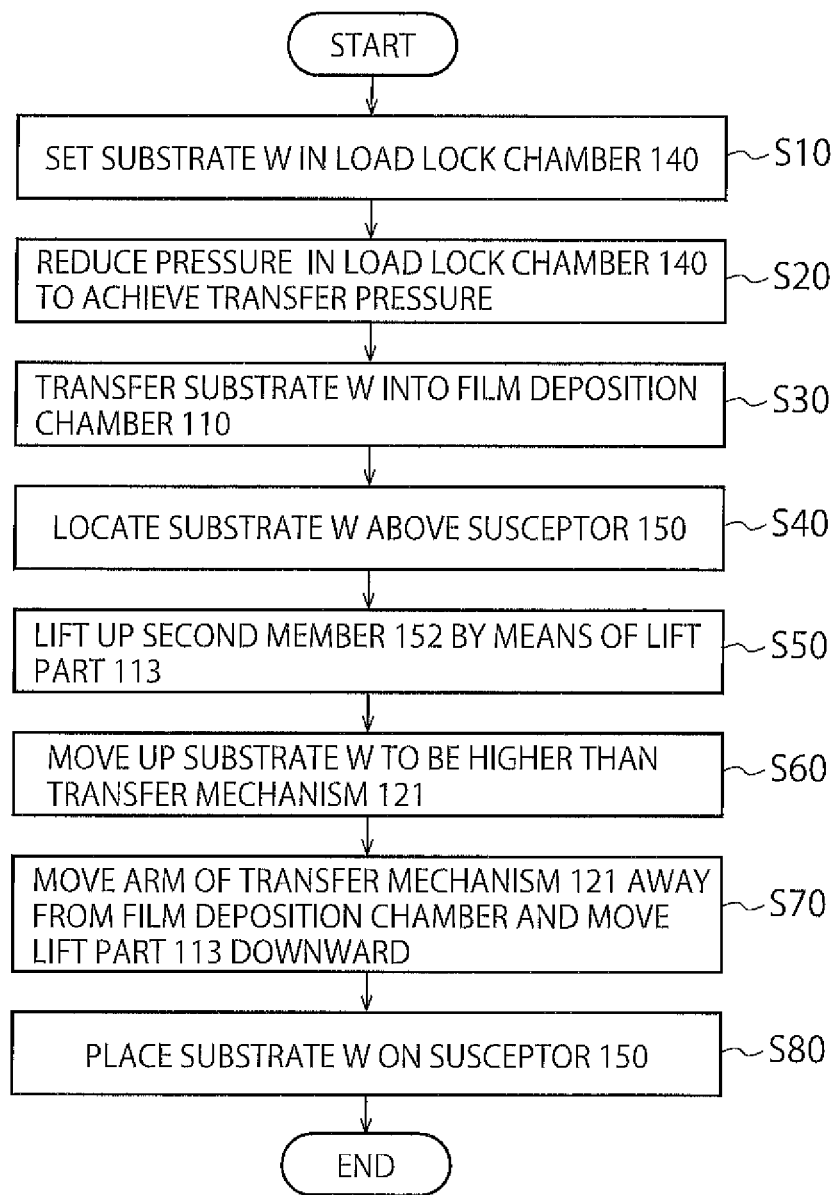 START
SET SUBSTRATE W IN LOAD LOCK CHAMBER 140
S10
REDUCE PRESSURE IN LOAD LOCK CHAMBER 140
TO ACHIEVE TRANSFER PRESSURE
S20
TRANSFER SUBSTRATE W INTO FILM DEPOSITION
CHAMBER 110
S30
LOCATE SUBSTRATE W ABOVE SUSCEPTOR 150
S40
LIFT UP SECOND MEMBER 152 BY MEANS OF LIFT
PART 113
S50
MOVE UP SUBSTRATE W TO BE HIGHER THAN
TRANSFER MECHANISM 121
S60
MOVE ARM OF TRANSFER MECHANISM 121 AWAY
FROM FILM DEPOSITION CHAMBER AND MOVE
LIFT PART 113 DOWNWARD
S70
PLACE SUBSTRATE W ON SUSCEPTOR 150
S80
END